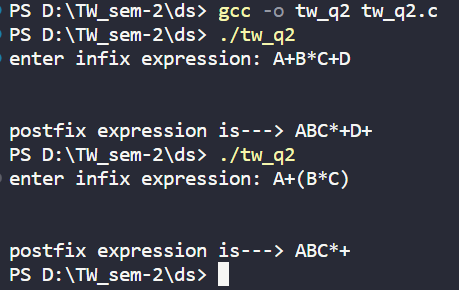 PS D:\TW_sem-2\ds> gcc -o tw_q2 tw_q2.c
PS D:\TW_sem-2\ds> ./tw_q2
enter infix expression: A+B*C+D
postfix expression is---> ABC*+D+
PS D:\TW_sem-2\ds> ./tw_q2
enter infix expression: A+(B*C)
postfix expression is---> ABC*+
PS D:\TW_sem-2\ds>